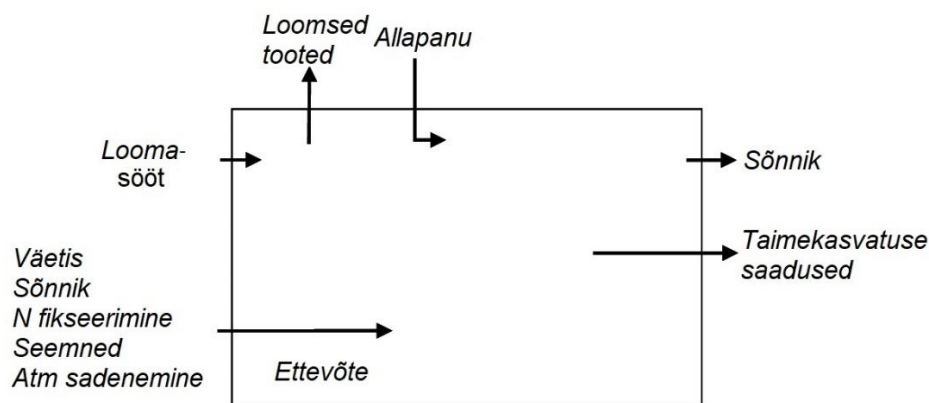 Loomsed
tooted
Allapanu
Looma-
sööt
Sõnnik
Väetis
Sõnnik
N fikseerimine
Seemned
Atm sadenemine
Taimekasvatuse
saadused
Ettevõte